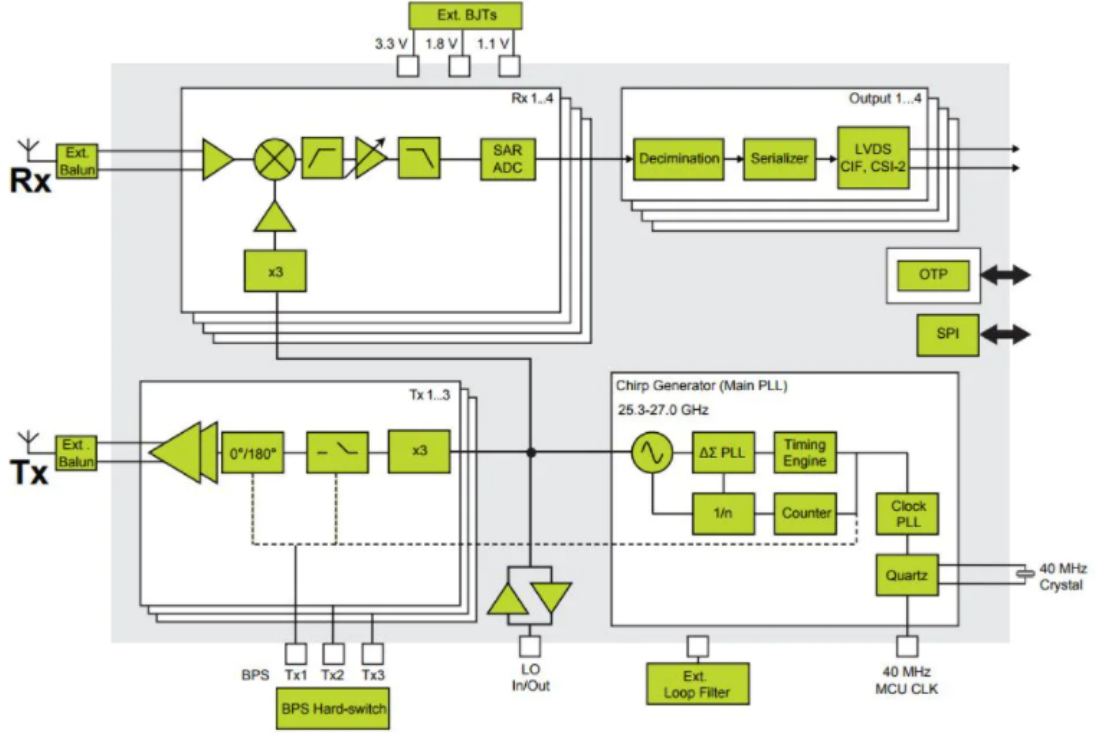 Ext. BJTs
3.3 V 1.8 V 1.1 V
Rx 1...4
Output 1...4
Ext.
Balun
Rx
SAR
ADC
Decimination
Serializer
LVDS
CIF, CSI-2
x3
OTP
SPI
Tx 1...3
Chirp Generator (Main PLL)
25.3-27.0 GHz
Ext .
Balun
Tx
0°/180°
x3
ΔΣ PLL
Timing
Engine
1/n
Counter
Clock
PLL
Quartz
40 MHz
Crystal
BPS Tx1 Tx2 Tx3
BPS Hard-switch
LO
In/Out
Ext.
Loop Filter
40 MHz
MCU CLK